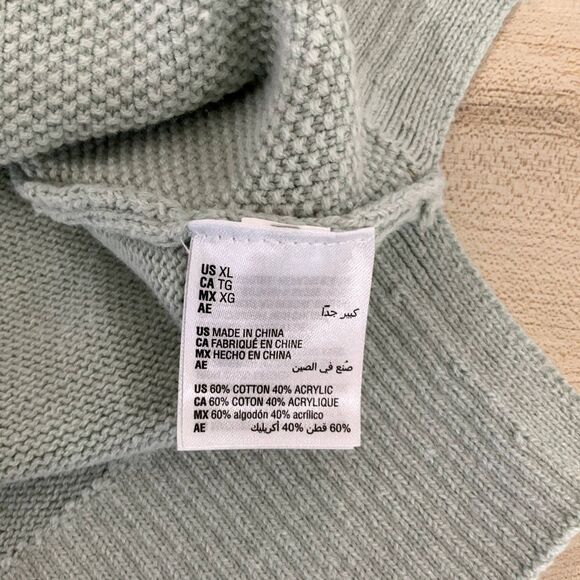 US XL
CA TG
MX XG
AE كبير جدًا
US MADE IN CHINA
CA FABRIQUÉ EN CHINE
MX HECHO EN CHINA
AE صُنع في الصين
US 60% COTTON 40% ACRYLIC
CA 60% COTON 40% ACRYLIQUE
MX 60% algodón 40% acrílico
AE 60% قطن 40% أكريليك